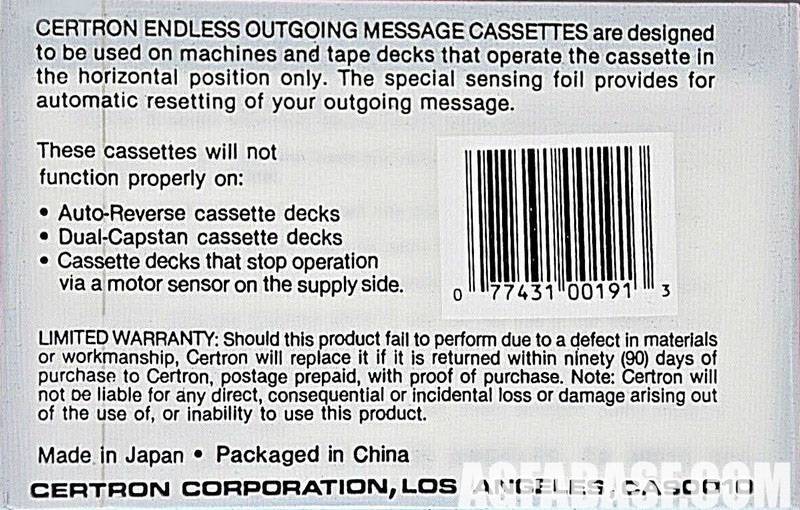 CERTRON ENDLESS OUTGOING MESSAGE CASSETTES are designed
to be used on machines and tape decks that operate the cassette in
the horizontal position only. The special sensing foil provides for
automatic resetting of your outgoing message.
These cassettes will not
function properly on:
• Auto-Reverse cassette decks
• Dual-Capstan cassette decks
• Cassette decks that stop operation
via a motor sensor on the supply side.
0 77431 00191 3
LIMITED WARRANTY: Should this product fail to perform due to a defect in materials
or workmanship, Certron will replace it if it is returned within ninety (90) days of
purchase to Certron, postage prepaid, with proof of purchase. Note: Certron will
not be liable for any direct, consequential or incidental loss or damage arising out
of the use of, or inability to use this product.
Made in Japan • Packaged in China
CERTRON CORPORATION, LOS ANGELES, CA